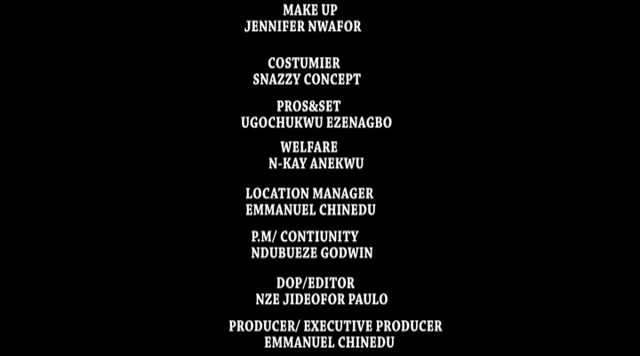 MAKE UP
JENNIFER NWAFOR
COSTUMIER
SNAZZY CONCEPT
PROS&SET
UGOCHUKWU EZENAGBO
WELFARE
N-KAY ANEKWU
LOCATION MANAGER
EMMANUEL CHINEDU
P.M/ CONTIUNITY
NDUBUEZE GODWIN
DOP/EDITOR
NZE JIDEOFOR PAULO
PRODUCER/ EXECUTIVE PRODUCER
EMMANUEL CHINEDU